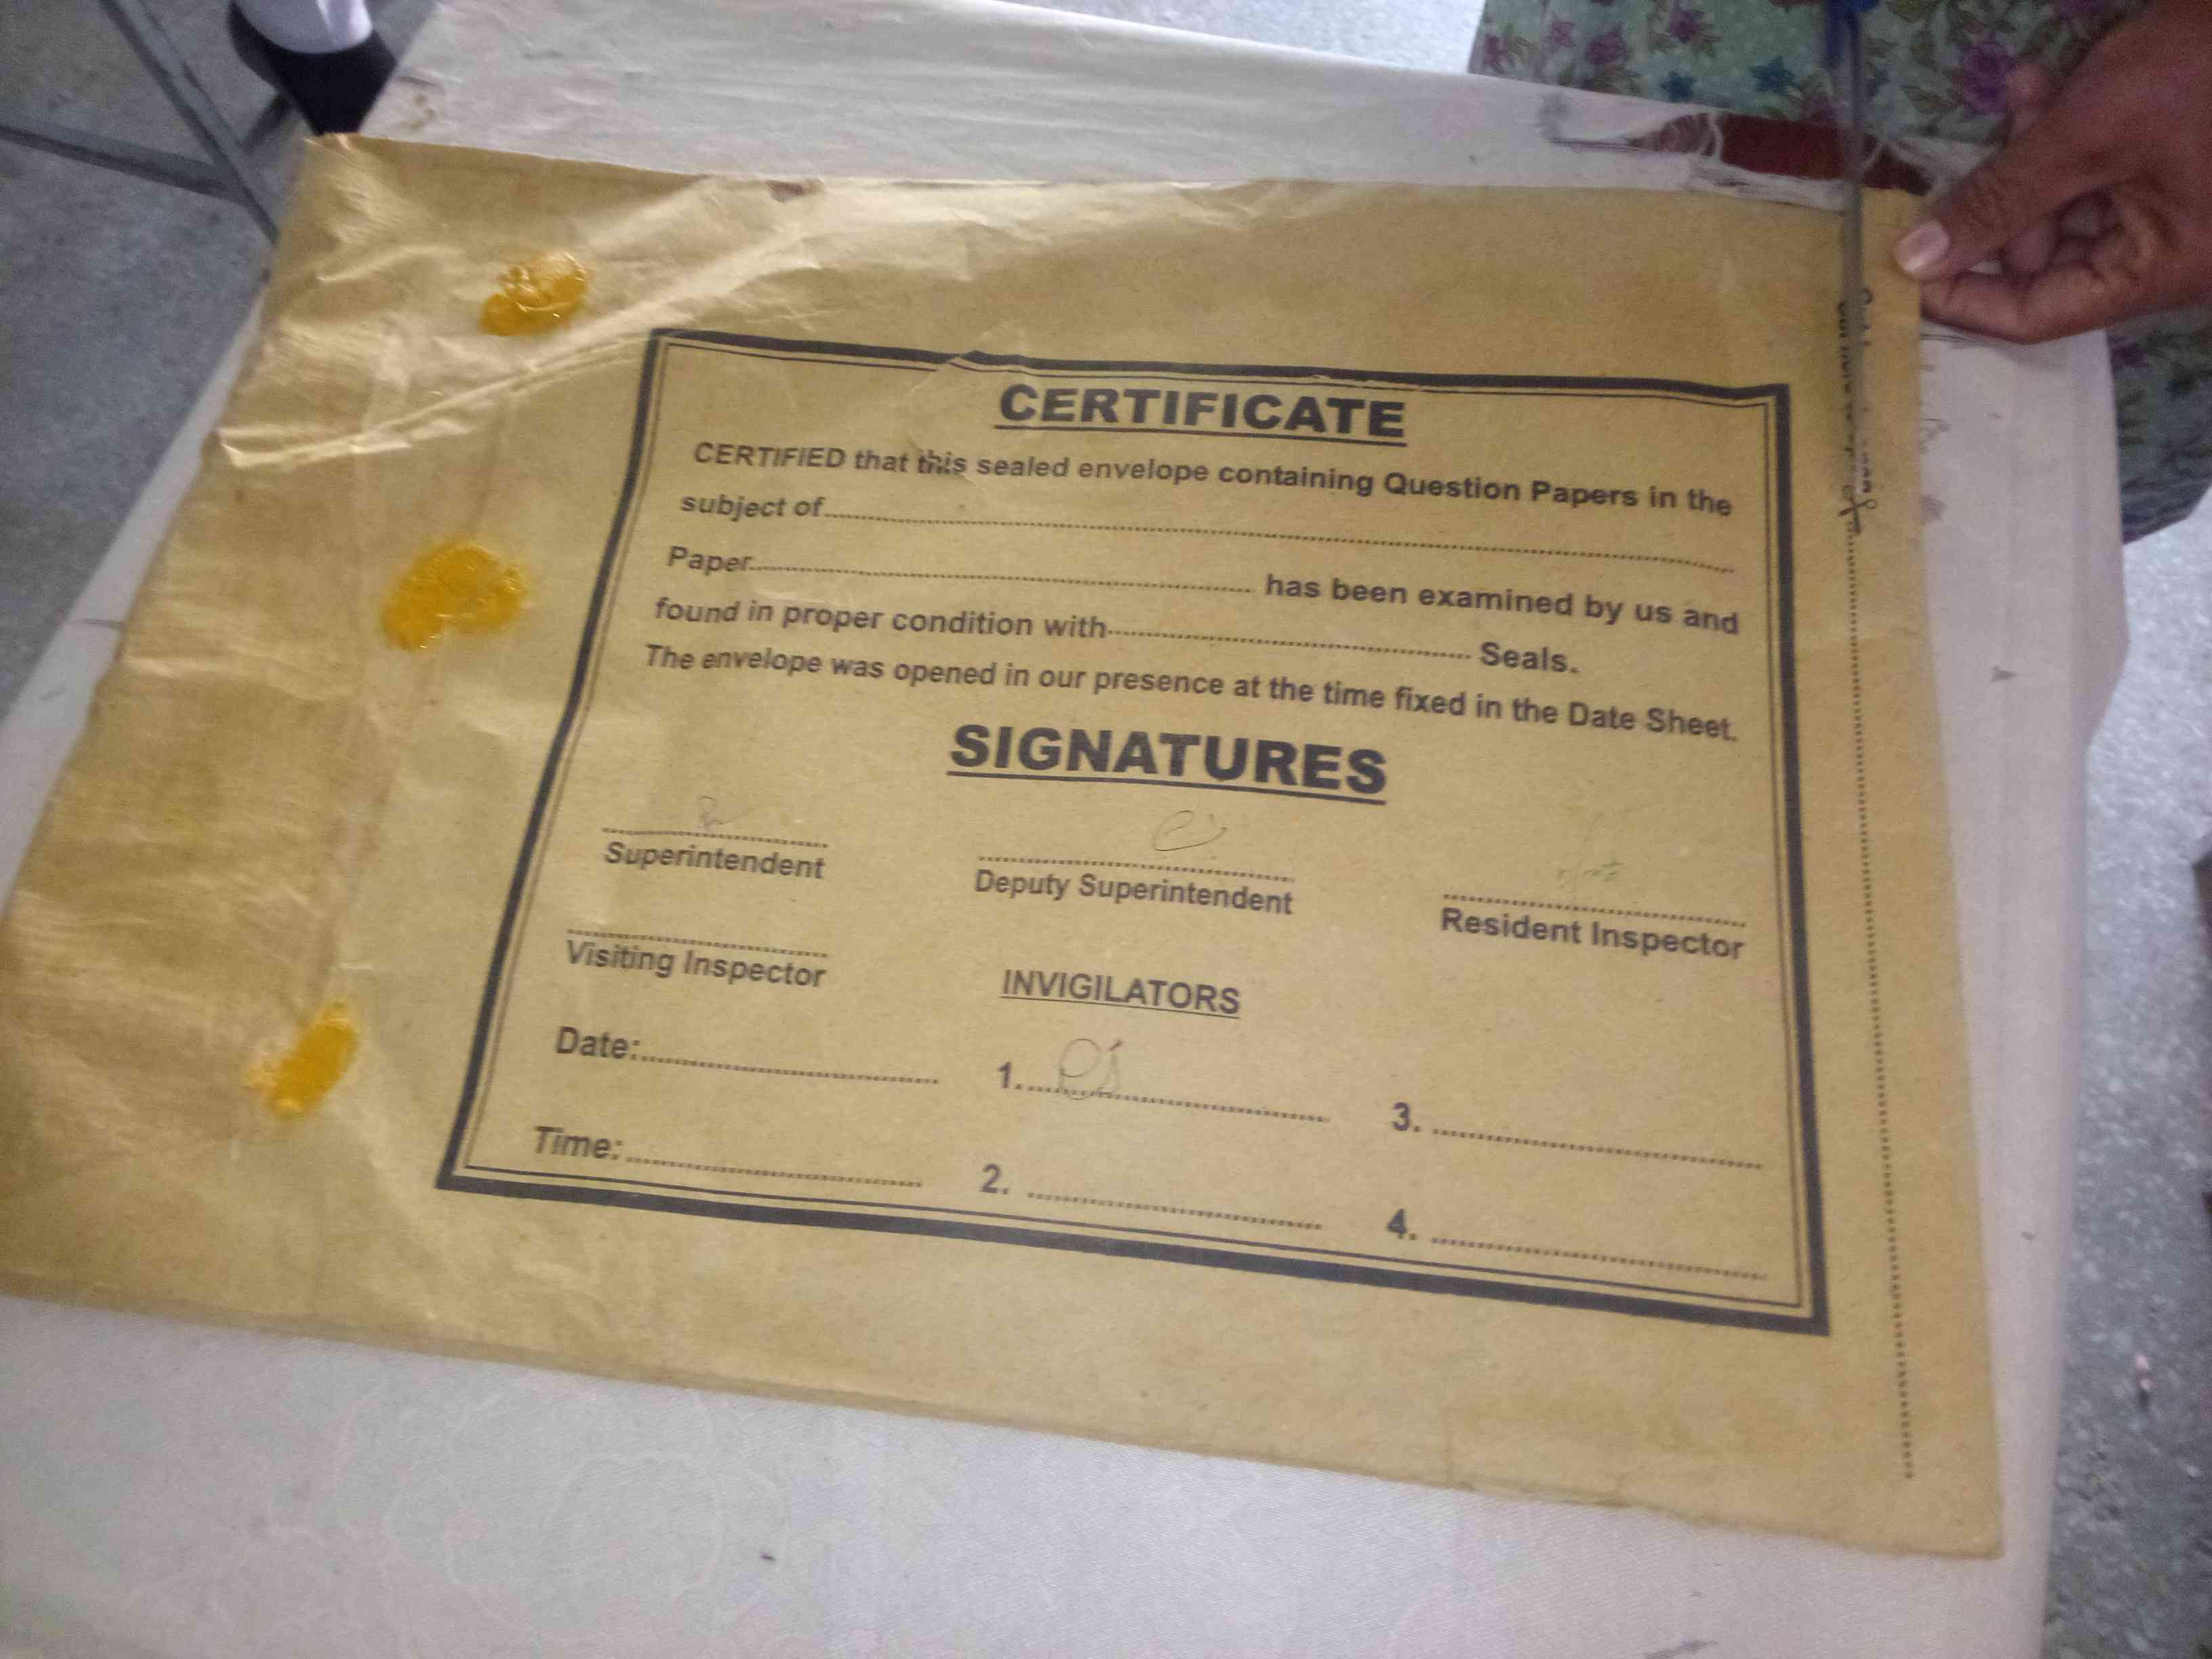 CERTIFICATE
CERTIFIED that this sealed envelope containing Question Papers in the
subject of........................................
Paper........................................ has been examined by us and
found in proper condition with........................................ Seals.
The envelope was opened in our presence at the time fixed in the Date Sheet.
SIGNATURES
Superintendent
Deputy Superintendent
Resident Inspector
Visiting Inspector
INVIGILATORS
Date:........................................ 1......................................... 3. ........................................
Time: ........................................ 2. ........................................ 4. ........................................